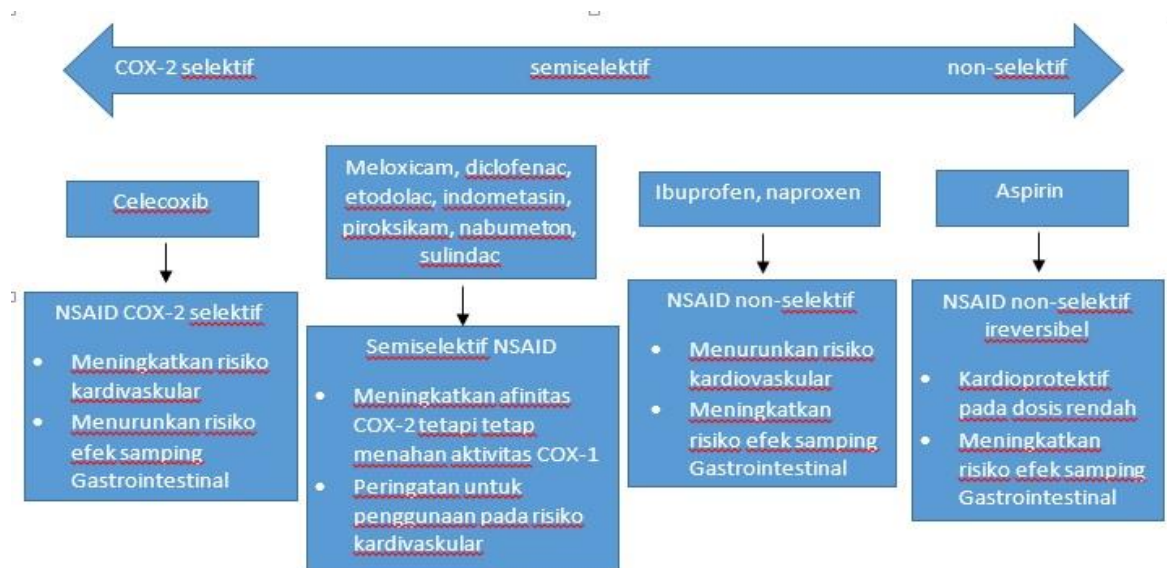 COX-2 selektif
semiselektif
non-selektif
Celecoxib
NSAID COX-2 selektif
• Meningkatkan risiko
kardivaskular
• Menurunkan risiko
efek samping
Gastrointestinal
Meloxicam, diclofenac,
etodolac, indometasin,
piroksikam, nabumeton,
sulindac
Semiselektif NSAID
• Meningkatkan afinitas
COX-2 tetapi tetap
menahan aktivitas COX-1
• Peringatan untuk
penggunaan pada risiko
kardivaskular
Ibuprofen, naproxen
NSAID non-selektif
• Menurunkan risiko
kardiovaskular
• Meningkatkan
risiko efek samping
Gastrointestinal
Aspirin
NSAID non-selektif
ireversibel
• Kardioprotektif
pada dosis rendah
• Meningkatkan
risiko efek samping
Gastrointestinal